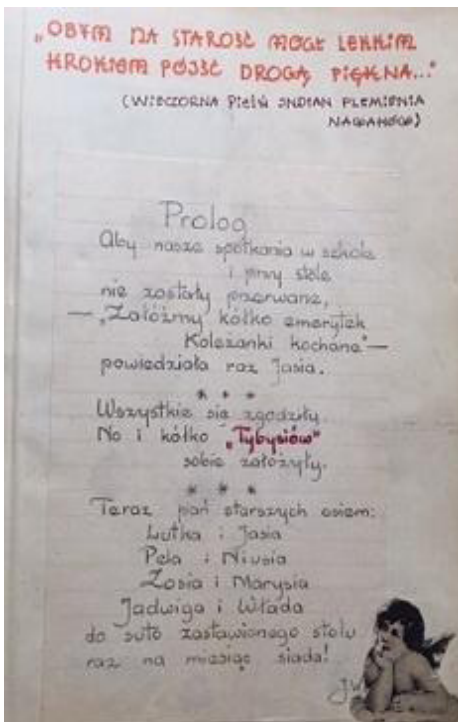 „OBYM NA STAROŚĆ MÓGŁ LEKKIM
KROKIEM PÓJŚĆ DROGĄ PIĘKNA..."
(WIECZORNA PIEŚŃ INDIAN PLEMIENIA
NAWAHÓW)
Prolog
Aby nasze spotkania w szkole
i przy stole
nie zostały przerwane,
— „Załóżmy kółko emerytek
Koleżanki kochane" —
powiedziała raz Jasia.
* * *
Wszystkie się zgodziły.
No i kółko „Tybysiów"
sobie założyły.
* * *
Teraz pań starszych osiem:
Lutka i Jasia
Pela i Niusia
Zosia i Marysia
Jadwiga i Włada
do suto zastawionego stołu
raz na miesiąc siada!